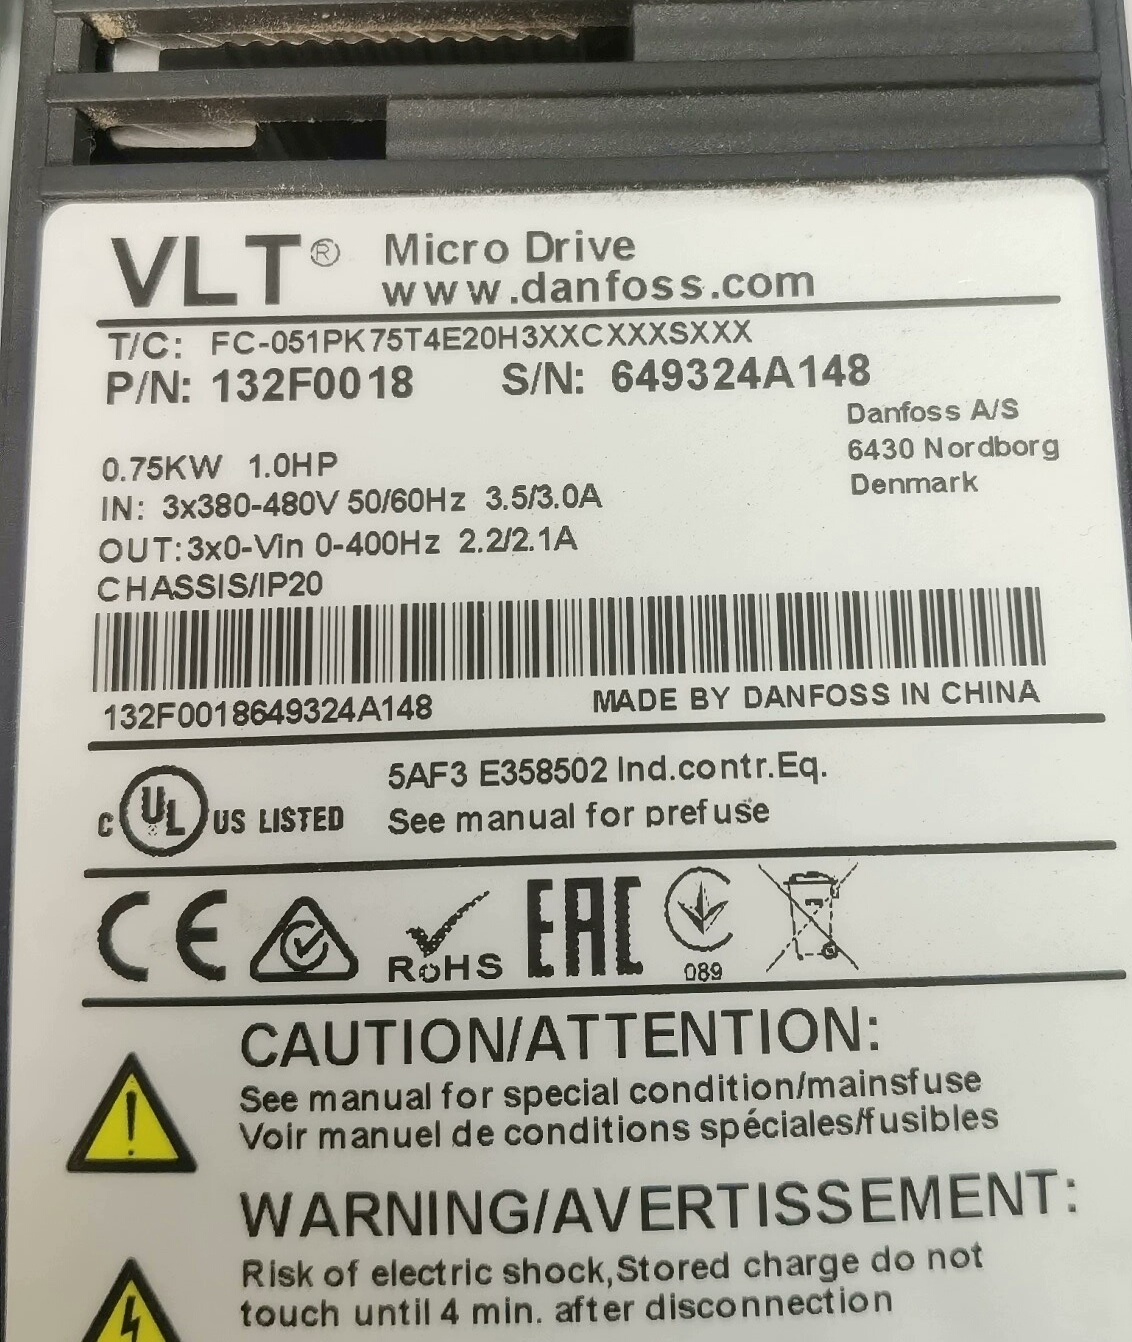 VLT® Micro Drive
www.danfoss.com
T/C: FC-051PK75T4E20H3XXCXXXSXXX
P/N: 132F0018 S/N: 649324A148
Danfoss A/S
6430 Nordborg
Denmark
0.75KW 1.0HP
IN: 3x380-480V 50/60Hz 3.5/3.0A
OUT:3x0-Vin 0-400Hz 2.2/2.1A
CHASSIS/IP20
132F0018649324A148 MADE BY DANFOSS IN CHINA
c UL US LISTED
5AF3 E358502 Ind.contr.Eq.
See manual for prefuse
CE RoHS EAC 089
CAUTION/ATTENTION:
See manual for special condition/mainsfuse
Voir manuel de conditions spéciales/fusibles
WARNING/AVERTISSEMENT:
Risk of electric shock,Stored charge do not
touch until 4 min. after disconnection